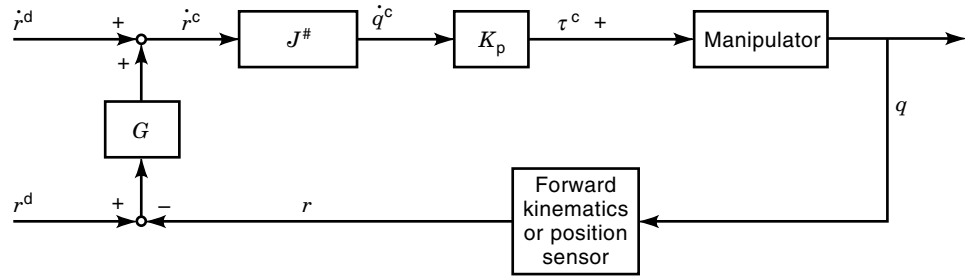 ṙᵈ + ṙᶜ J^# q̇ᶜ Kₚ τᶜ + Manipulator
+
G
q
Forward
kinematics
or position
sensor
rᵈ + − r